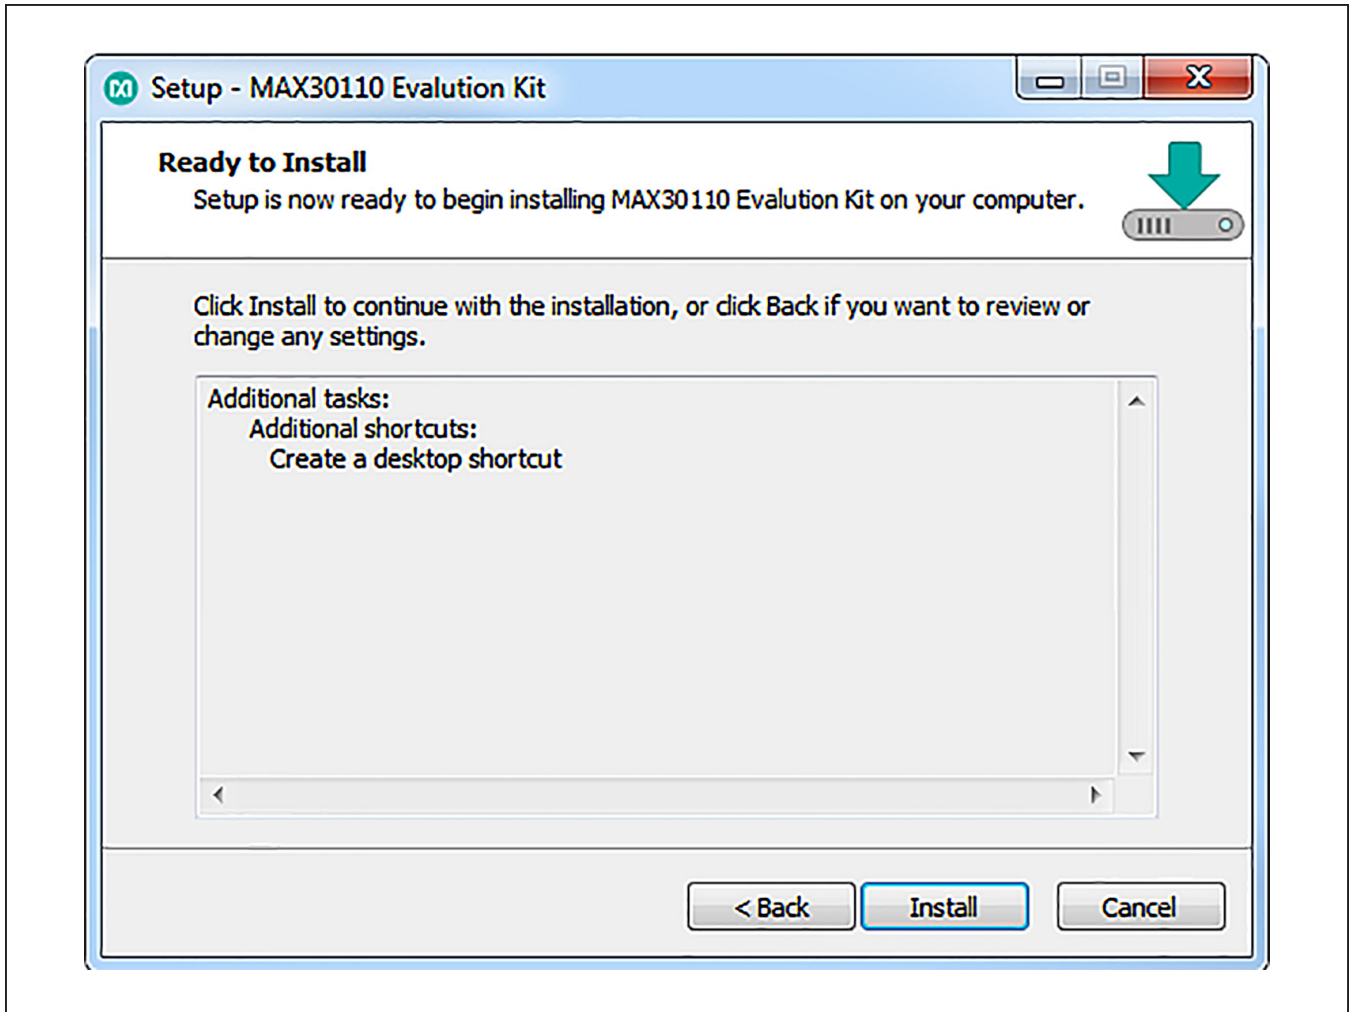 Setup - MAX30110 Evalution Kit
Ready to Install
Setup is now ready to begin installing MAX30110 Evalution Kit on your computer.
Click Install to continue with the installation, or click Back if you want to review or
change any settings.
Additional tasks:
Additional shortcuts:
Create a desktop shortcut
< Back
Install
Cancel